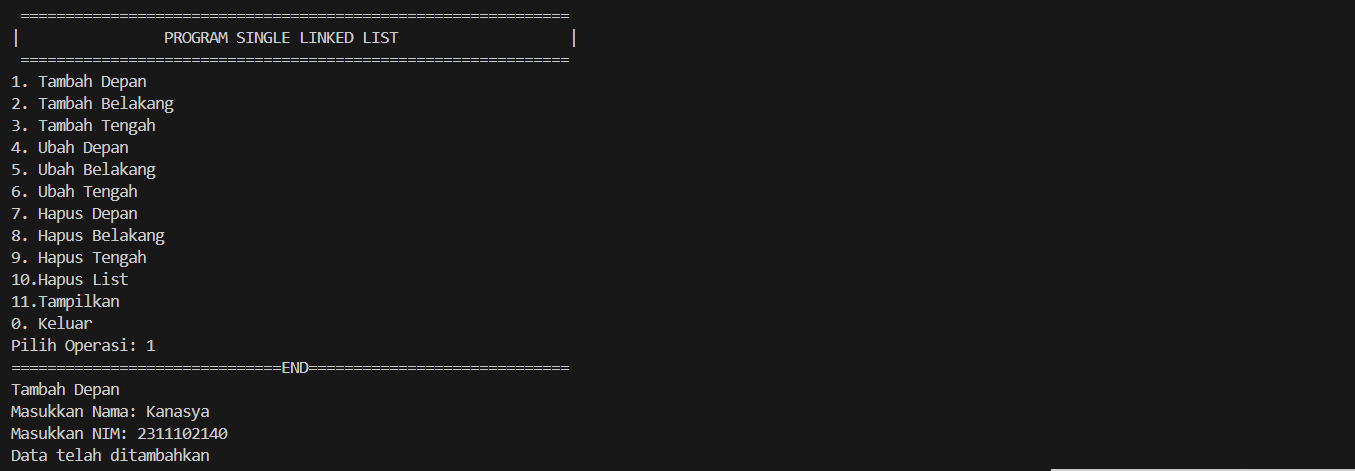 =============================================================
| PROGRAM SINGLE LINKED LIST |
=============================================================
1. Tambah Depan
2. Tambah Belakang
3. Tambah Tengah
4. Ubah Depan
5. Ubah Belakang
6. Ubah Tengah
7. Hapus Depan
8. Hapus Belakang
9. Hapus Tengah
10.Hapus List
11.Tampilkan
0. Keluar
Pilih Operasi: 1
==============================END=============================
Tambah Depan
Masukkan Nama: Kanasya
Masukkan NIM: 2311102140
Data telah ditambahkan